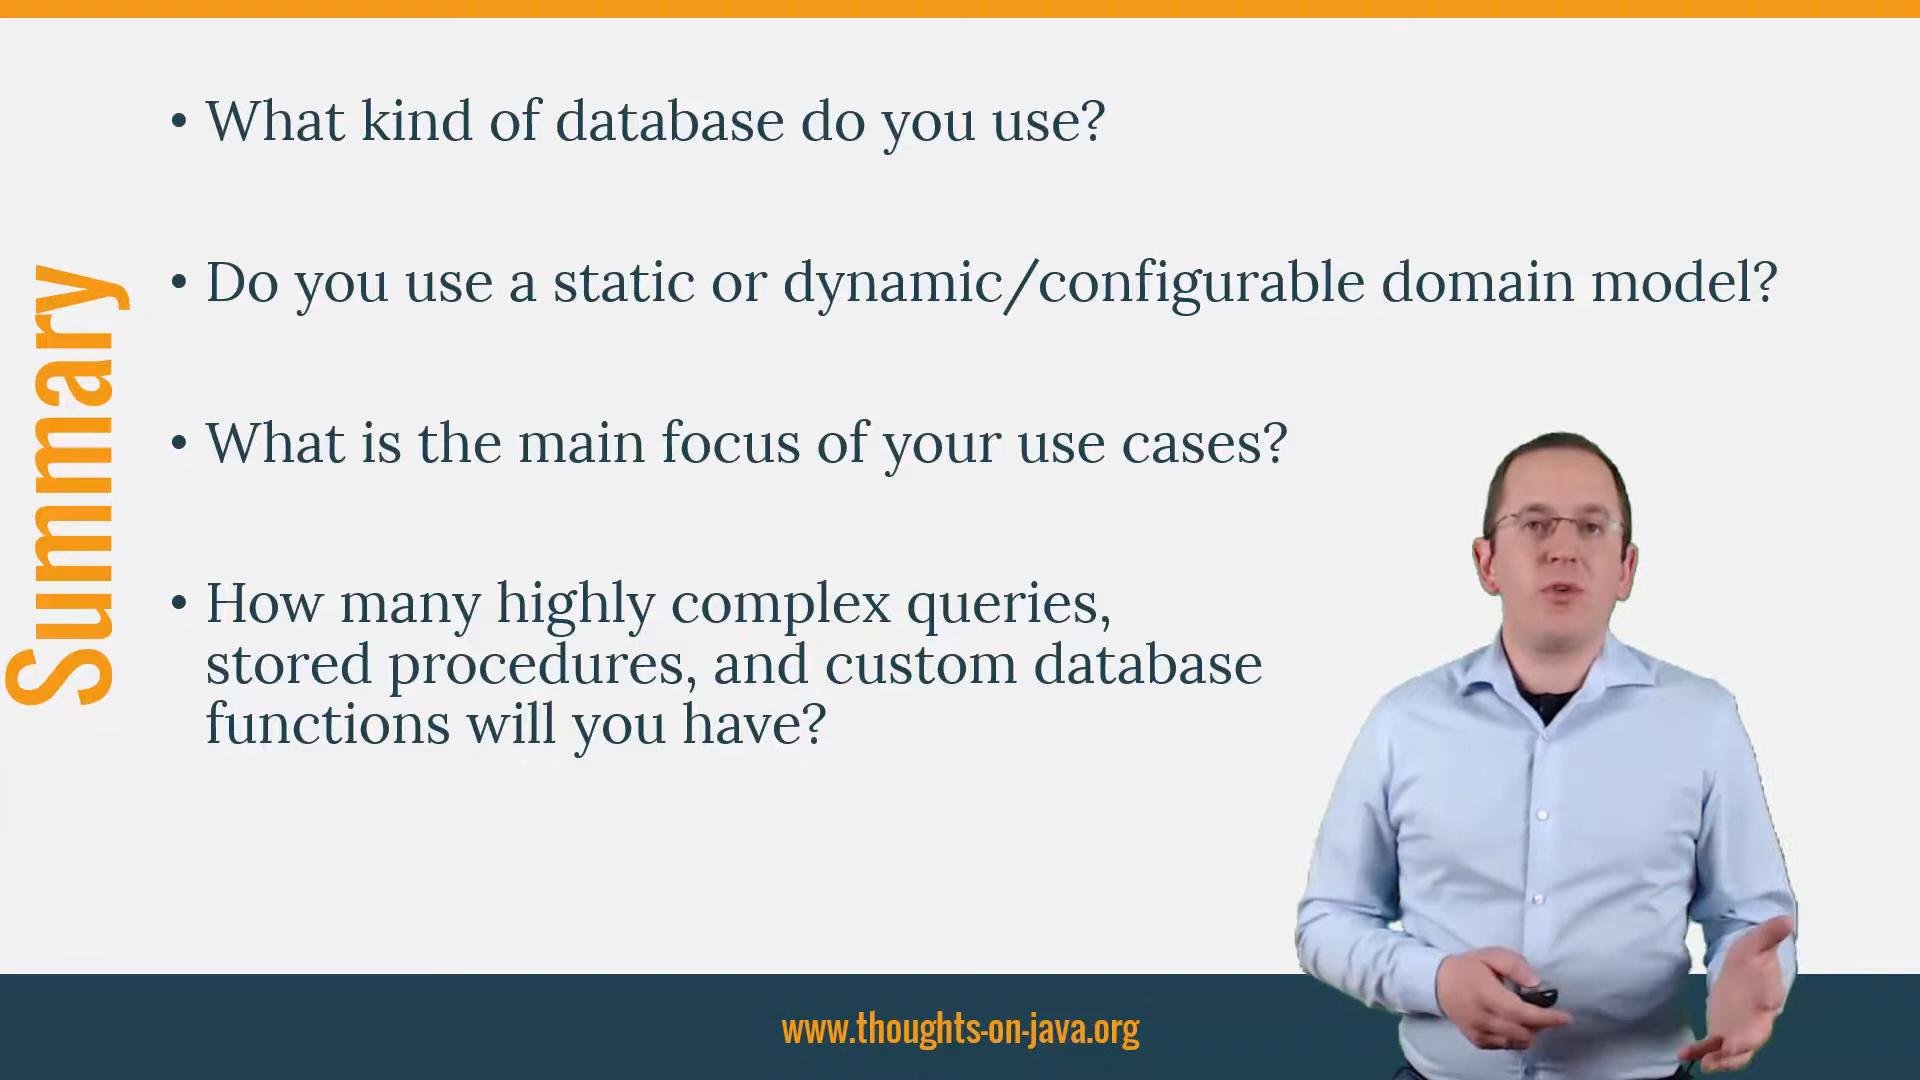 Summary
• What kind of database do you use?
• Do you use a static or dynamic/configurable domain model?
• What is the main focus of your use cases?
• How many highly complex queries,
stored procedures, and custom database
functions will you have?
www.thoughts-on-java.org